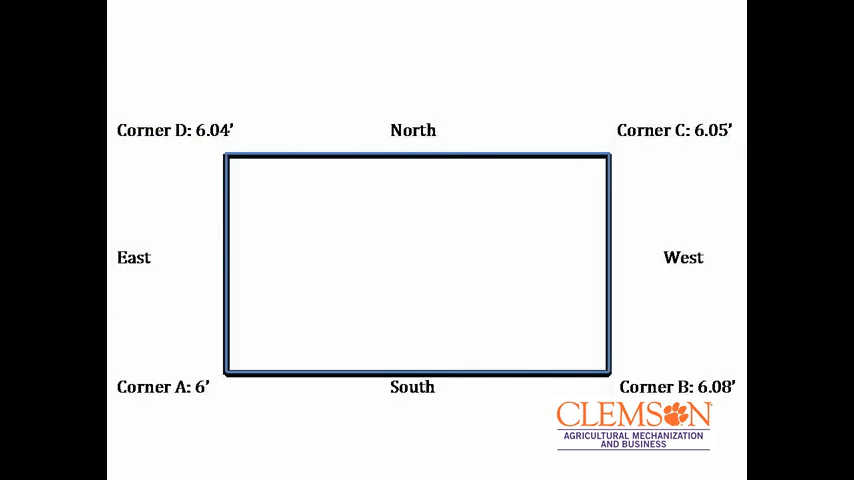 Corner D: 6.04’
North
Corner C: 6.05’
East
West
Corner A: 6’
South
Corner B: 6.08’
CLEMSON
AGRICULTURAL MECHANIZATION
AND BUSINESS